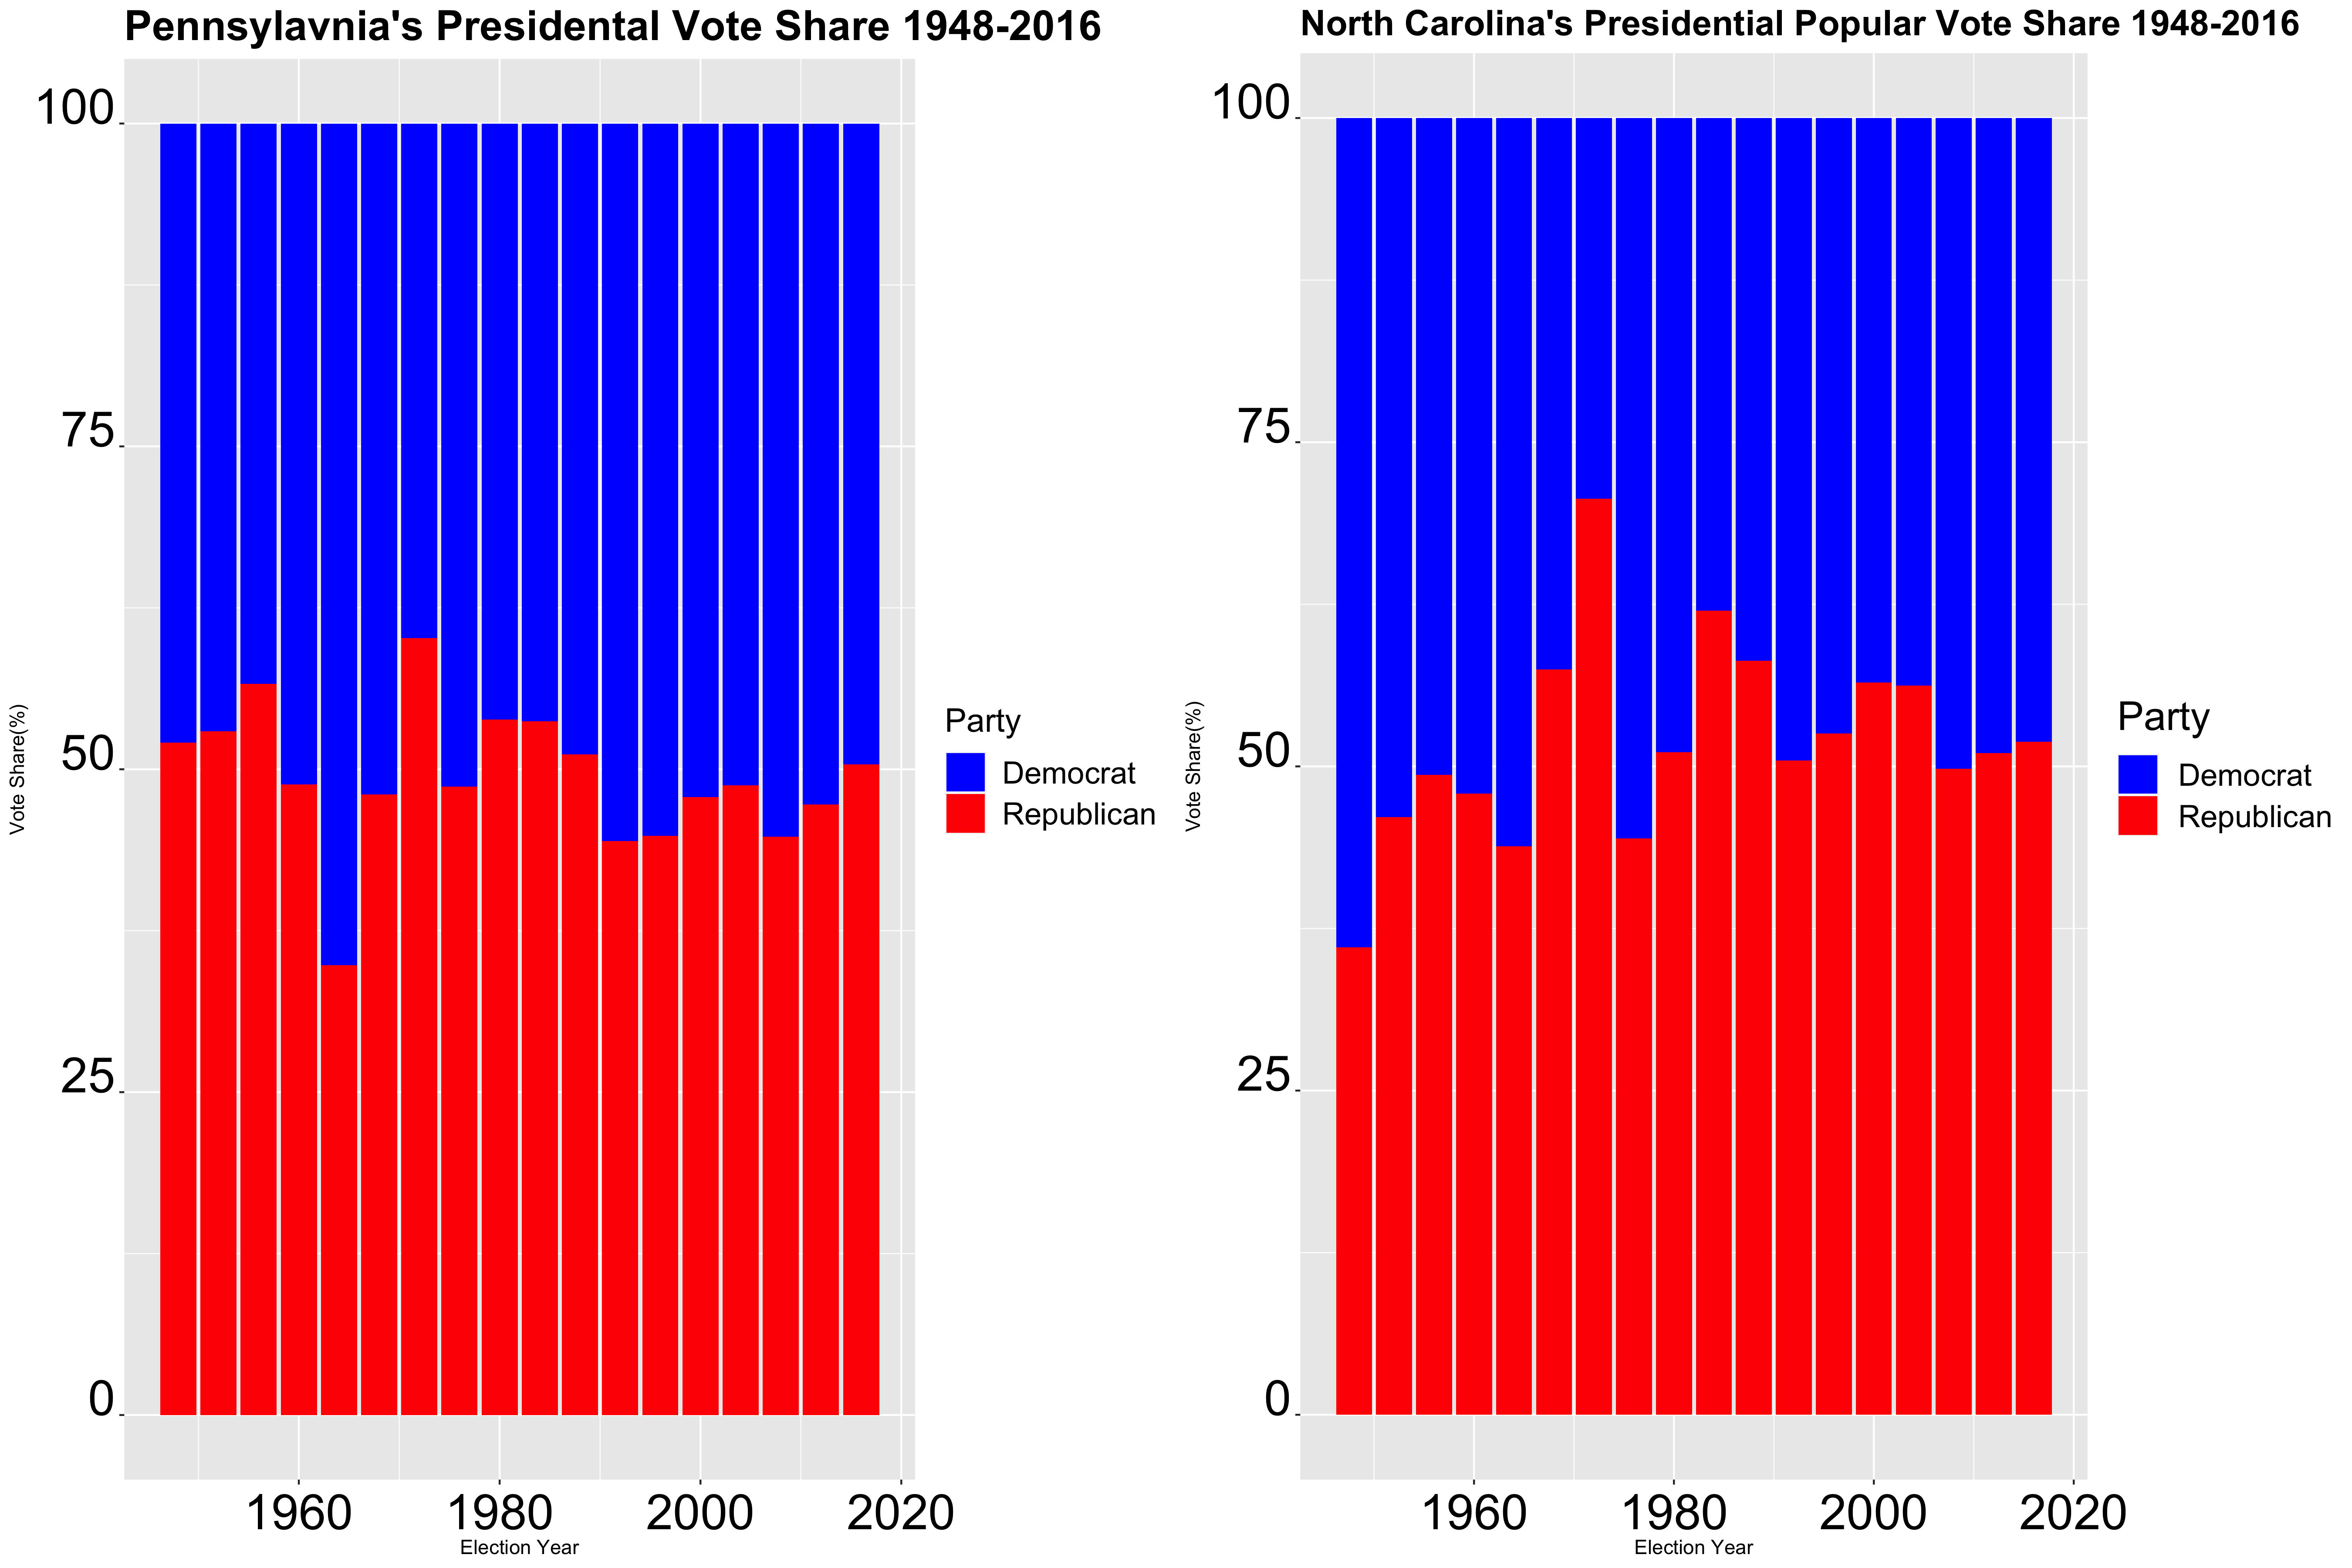 Pennsylavnia's Presidental Vote Share 1948-2016
100
75
50
25
0
Vote Share(%)
1960 1980 2000 2020
Election Year
Party
Democrat
Republican
North Carolina's Presidential Popular Vote Share 1948-2016
100
75
50
25
0
Vote Share(%)
1960 1980 2000 2020
Election Year
Party
Democrat
Republican